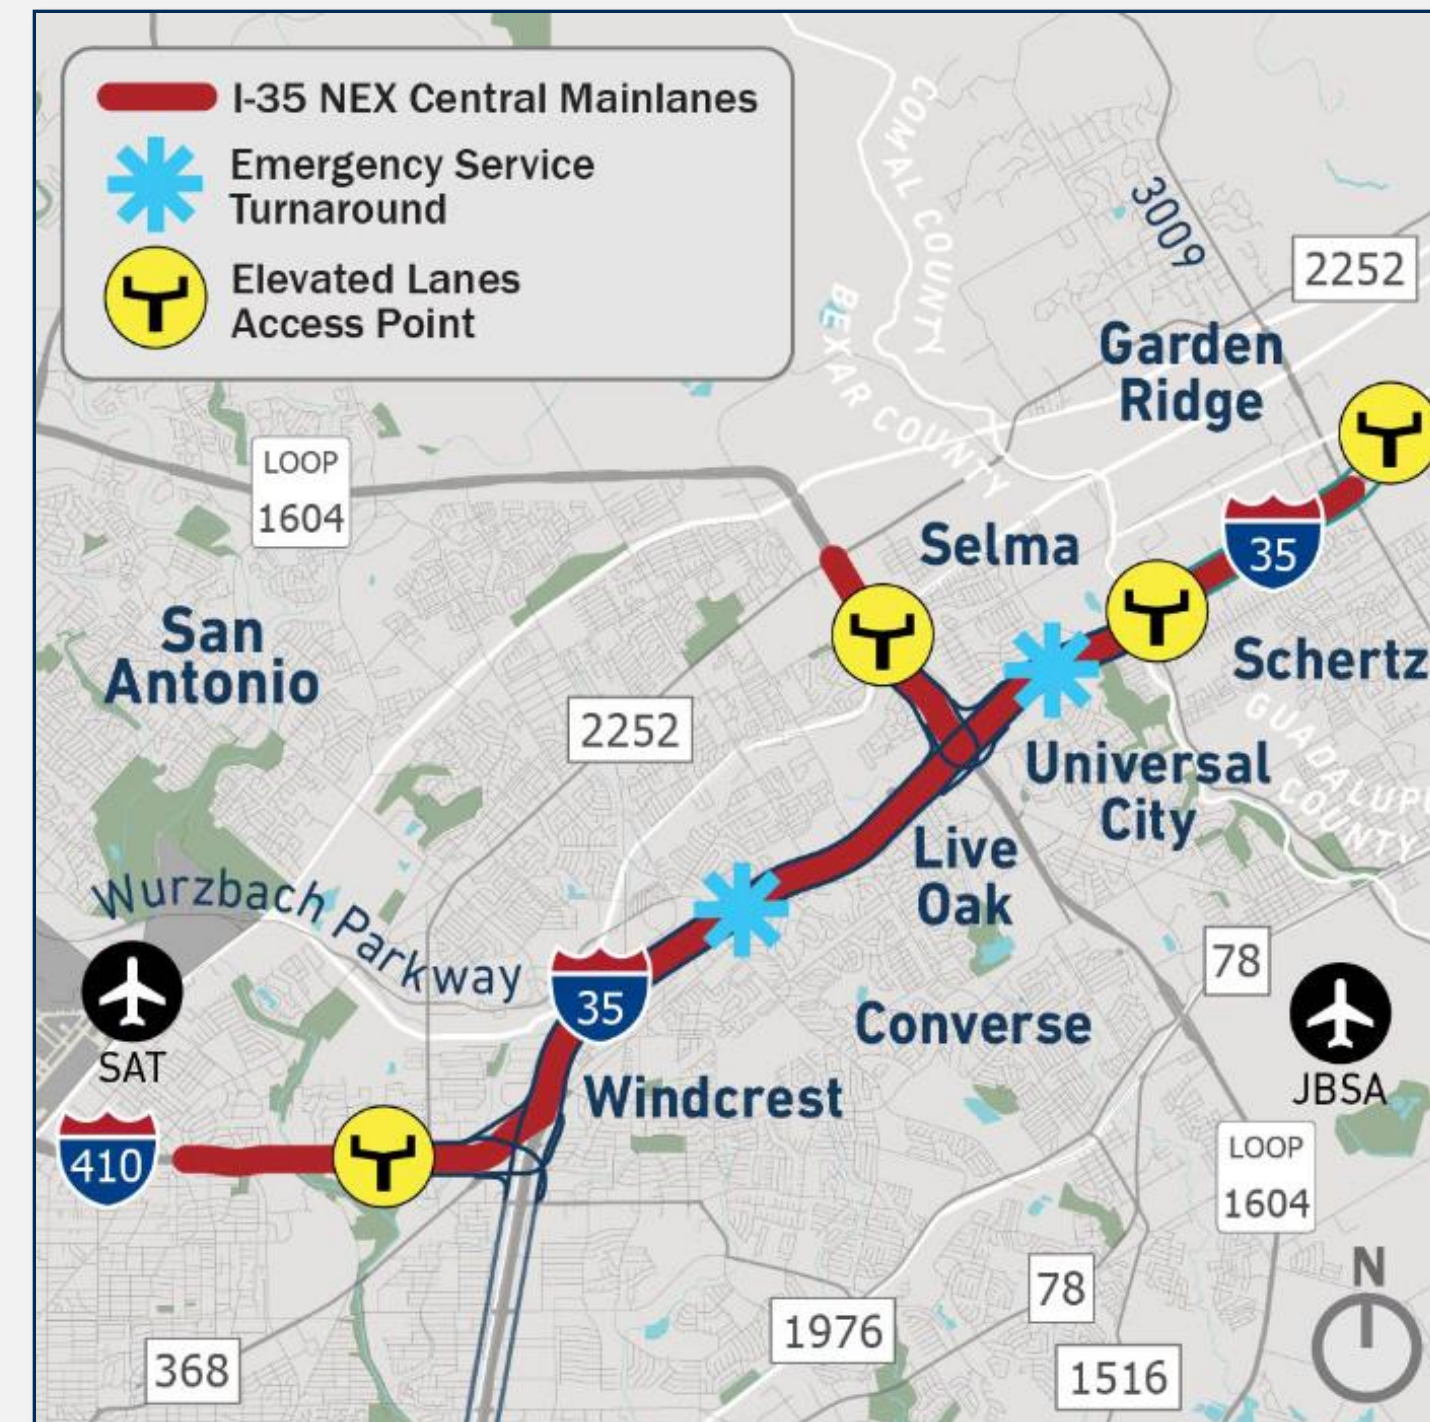 I-35 NEX Central Mainlanes
Emergency Service
Turnaround
Elevated Lanes
Access Point
COMAL COUNTY
BEXAR COUNTY
3009
2252
Garden
Ridge
LOOP
1604
Selma
35
San
Antonio
Schertz
2252
GUADALUPE
COUNTY
Universal
City
Live
Oak
Wurzbach Parkway
78
35
Converse
SAT
JBSA
Windcrest
410
LOOP
1604
N
78
1976
368
1516